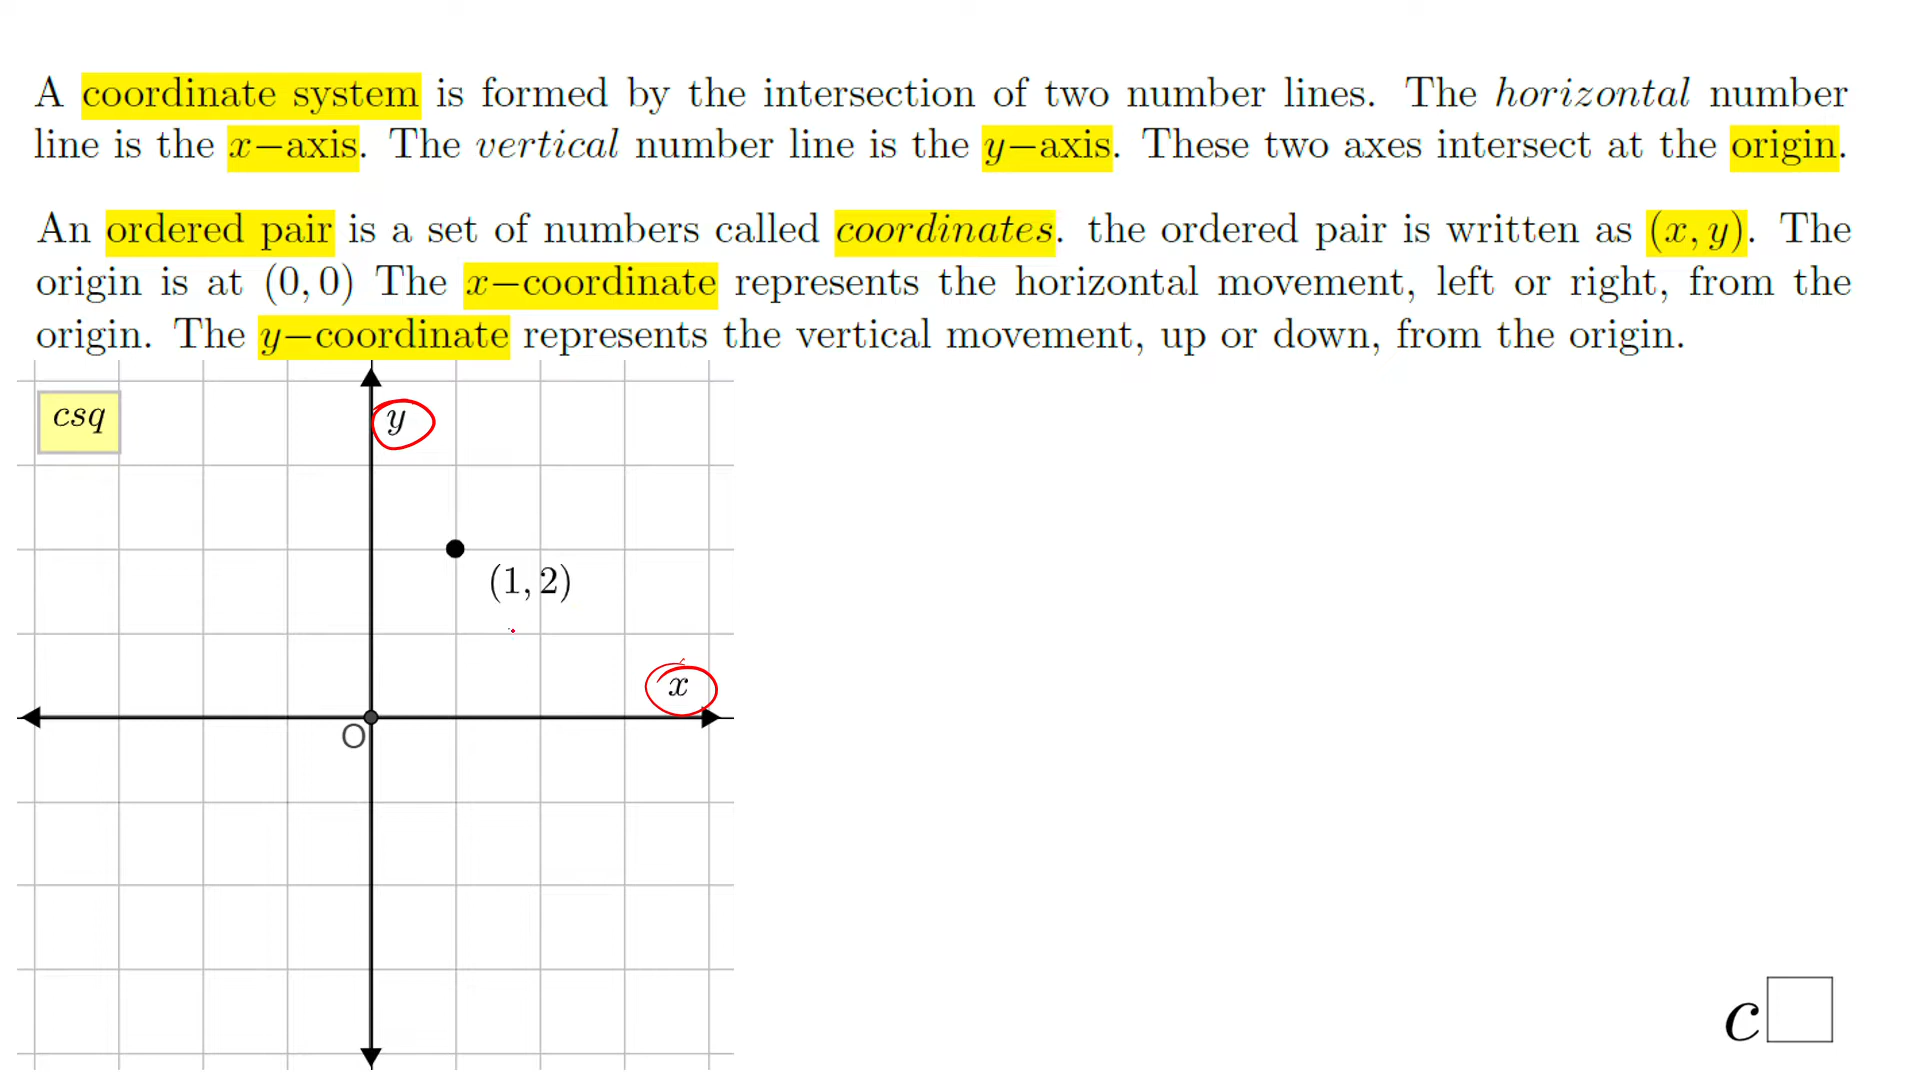 A coordinate system is formed by the intersection of two number lines. The horizontal number
line is the x−axis. The vertical number line is the y−axis. These two axes intersect at the origin.
An ordered pair is a set of numbers called coordinates. the ordered pair is written as (x, y). The
origin is at (0, 0) The x−coordinate represents the horizontal movement, left or right, from the
origin. The y−coordinate represents the vertical movement, up or down, from the origin.
csq
y
(1, 2)
x
O
c